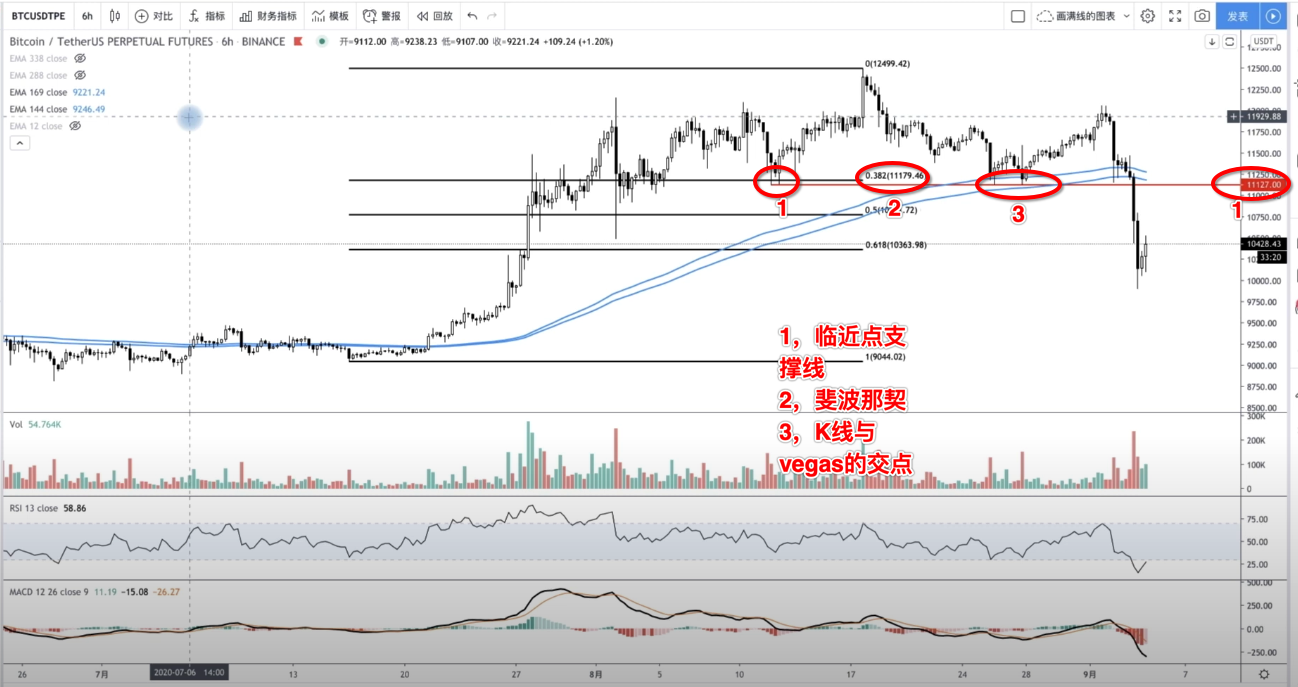 BTCUSDTPE 6h 对比 指标 财务指标 模板 警报 回放 画满线的图表 发表
Bitcoin / TetherUS PERPETUAL FUTURES · 6h · BINANCE 开=9112.00 高=9238.23 低=9107.00 收=9221.24 +109.24 (+1.20%)
USDT
EMA 338 close
EMA 288 close
EMA 169 close 9221.24
EMA 144 close 9246.49
EMA 12 close
0(12499.42)
0.382(11179.46
0.618(10363.98)
1(9044.02)
1
2
3
1
12500.00
12250.00
11929.88
11750.00
11500.00
11127.00
10750.00
10428.43
33:20
10000.00
9750.00
9500.00
9250.00
9000.00
8750.00
8500.00
1，临近点支
撑线
2，斐波那契
3，K线与
vegas的交点
Vol 54.764K
300K
200K
100K
0
RSI 13 close 58.86
75.00
50.00
25.00
MACD 12 26 close 9 11.19 −15.08 −26.27
500.00
250.00
0.00
−250.00
26 7月 2020-07-06 14:00 13 20 27 8月 5 10 17 24 28 9月 7